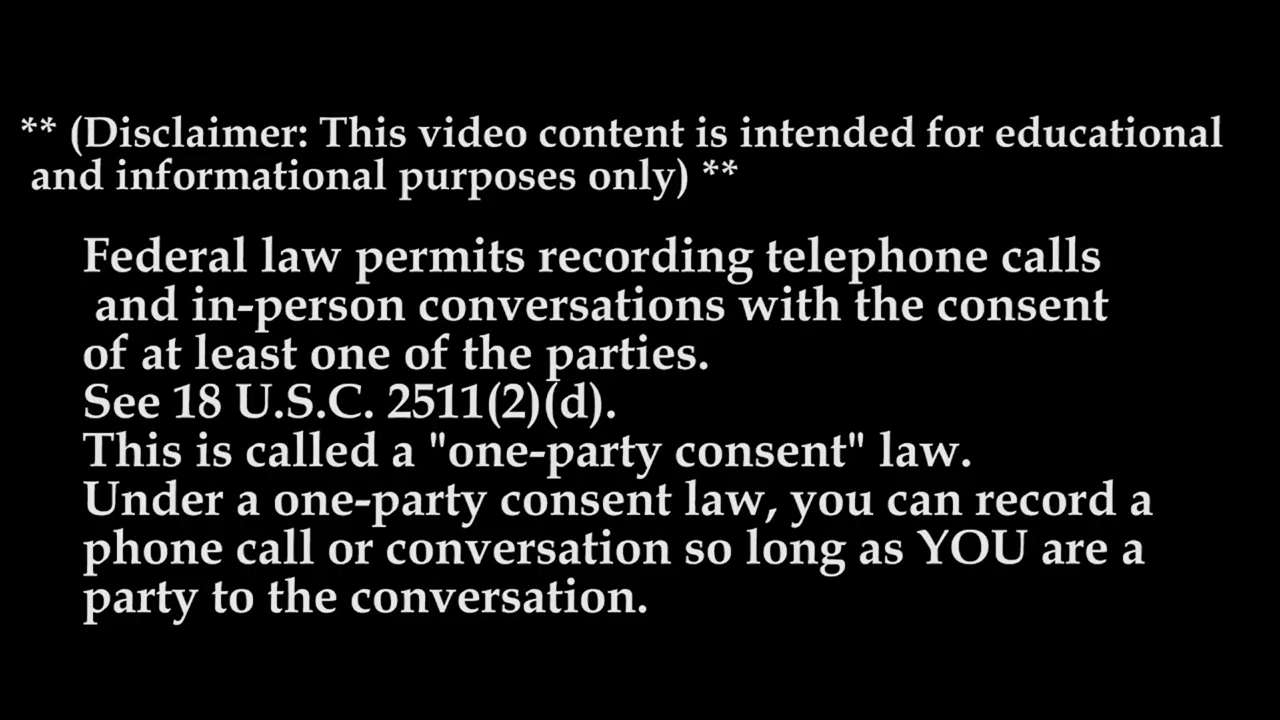 ** (Disclaimer: This video content is intended for educational
and informational purposes only) **
Federal law permits recording telephone calls
and in-person conversations with the consent
of at least one of the parties.
See 18 U.S.C. 2511(2)(d).
This is called a "one-party consent" law.
Under a one-party consent law, you can record a
phone call or conversation so long as YOU are a
party to the conversation.